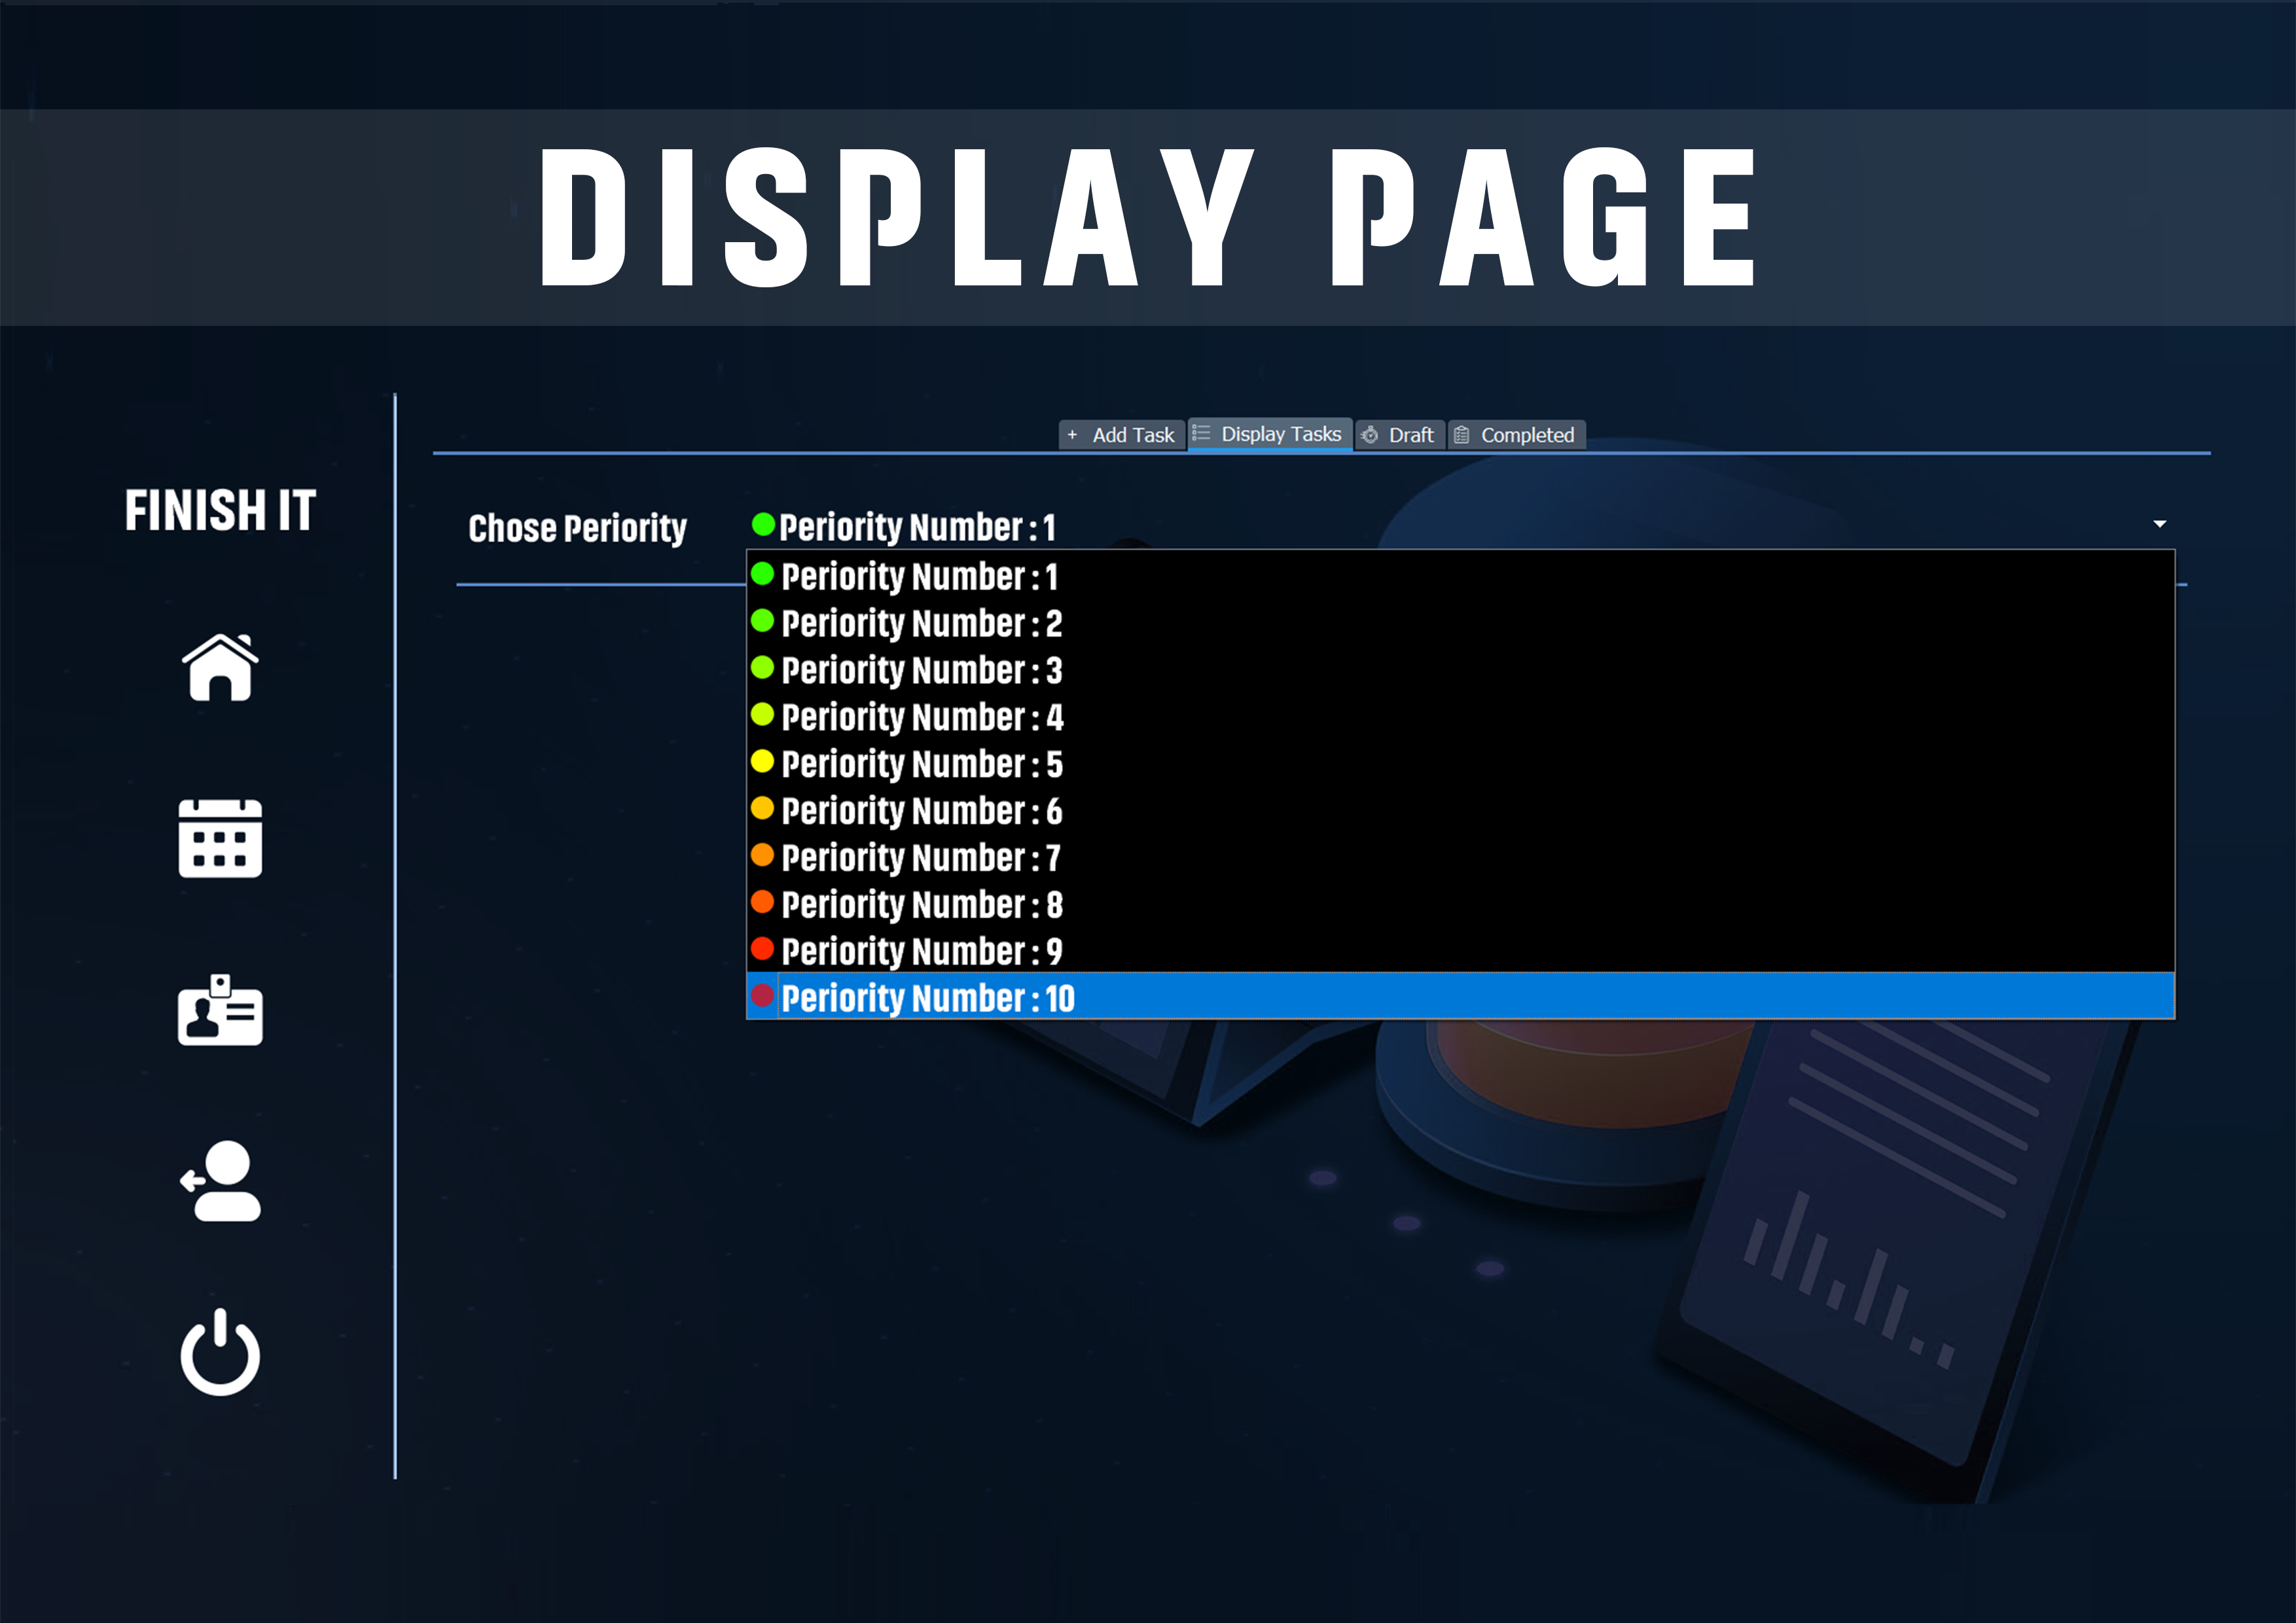 DISPLAY PAGE
+ Add Task Display Tasks Draft Completed
FINISH IT
Chose Periority Periority Number : 1
Periority Number : 1
Periority Number : 2
Periority Number : 3
Periority Number : 4
Periority Number : 5
Periority Number : 6
Periority Number : 7
Periority Number : 8
Periority Number : 9
Periority Number : 10